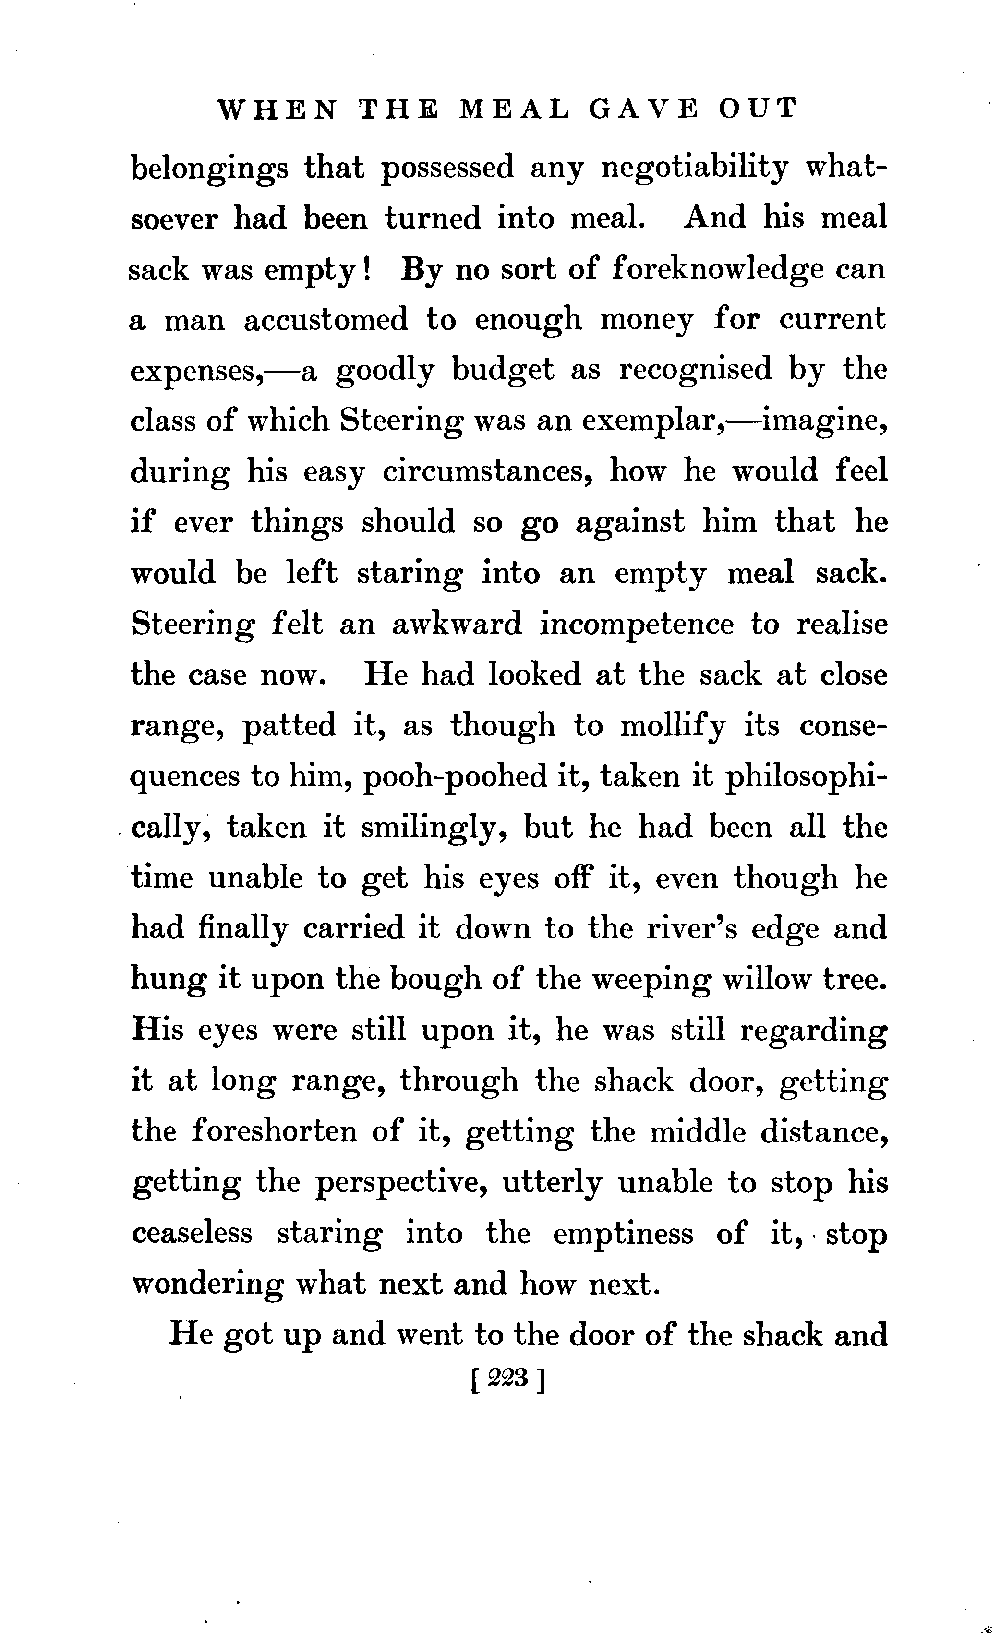 WHEN THE MEAL GAVE OUT
belongings that possessed any negotiability what-
soever had been turned into meal. And his meal
sack was empty! By no sort of foreknowledge can
a man accustomed to enough money for current
expenses,—a goodly budget as recognised by the
class of which Steering was an exemplar,—imagine,
during his easy circumstances, how he would feel
if ever things should so go against him that he
would be left staring into an empty meal sack.
Steering felt an awkward incompetence to realise
the case now. He had looked at the sack at close
range, patted it, as though to mollify its conse-
quences to him, pooh-poohed it, taken it philosophi-
cally, taken it smilingly, but he had been all the
time unable to get his eyes off it, even though he
had finally carried it down to the river's edge and
hung it upon the bough of the weeping willow tree.
His eyes were still upon it, he was still regarding
it at long range, through the shack door, getting
the foreshorten of it, getting the middle distance,
getting the perspective, utterly unable to stop his
ceaseless staring into the emptiness of it, stop
wondering what next and how next.
He got up and went to the door of the shack and
[ 223 ]